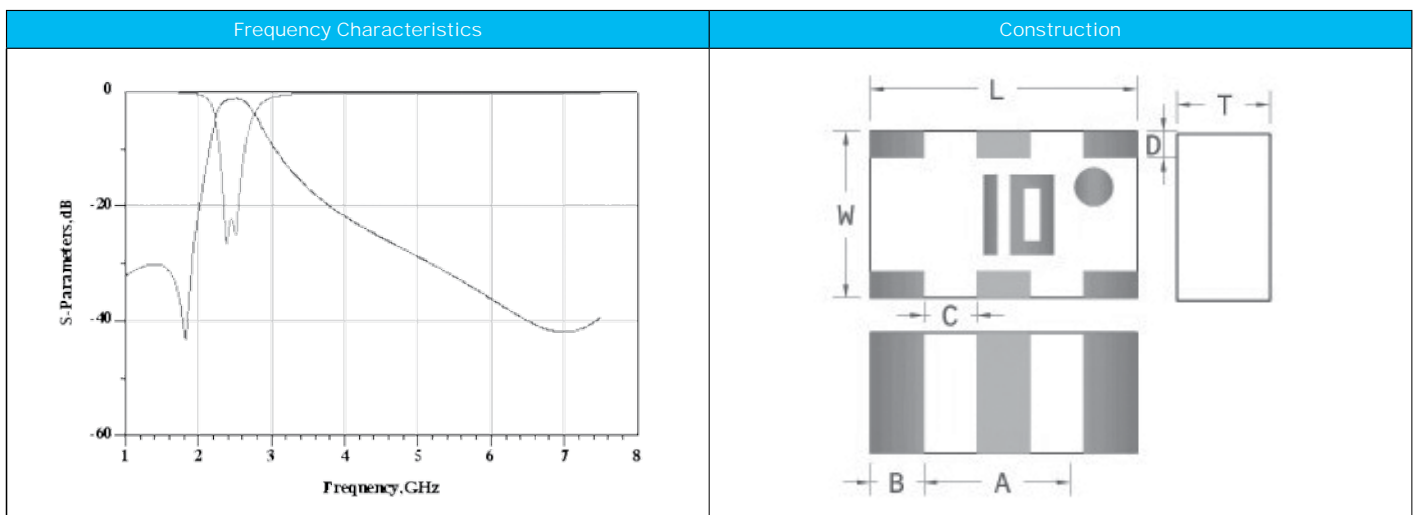 Frequency Characteristics
Construction
0
-20
-40
-60
S-Parameters,dB
1 2 3 4 5 6 7 8
Frequency,GHz
L
T
D
W
10
C
B
A